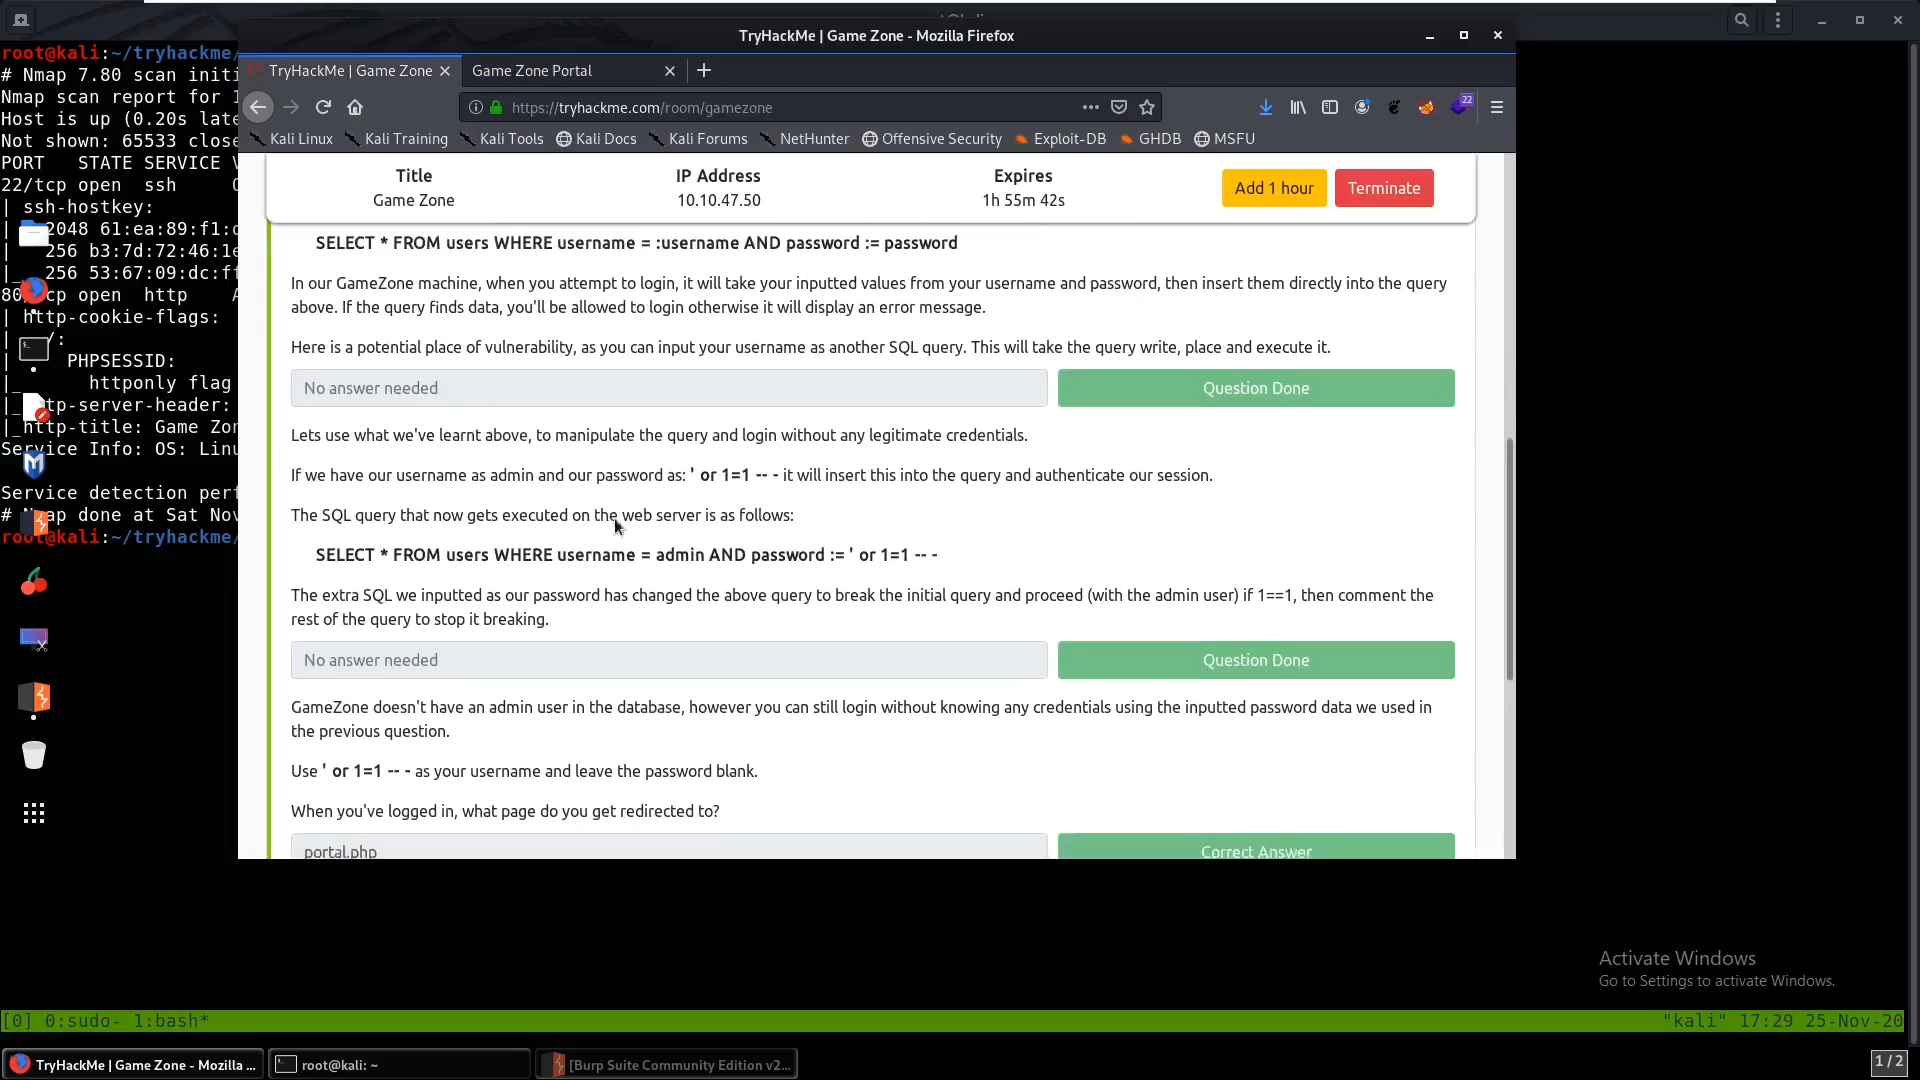 TryHackMe | Game Zone - Mozilla Firefox
TryHackMe | Game Zone
Game Zone Portal
https://tryhackme.com/room/gamezone
22
Kali Linux
Kali Training
Kali Tools
Kali Docs
Kali Forums
NetHunter
Offensive Security
Exploit-DB
GHDB
MSFU
root@kali:~/tryhackme/
# Nmap 7.80 scan initi
Nmap scan report for 1
Host is up (0.20s late
Not shown: 65533 close
PORT STATE SERVICE V
22/tcp open ssh
| ssh-hostkey:
| 2048 61:ea:89:f1:
| 256 b3:7d:72:46:1e
|_ 256 53:67:09:dc:ff
80 cp open http
| http-cookie-flags:
| /:
| PHPSESSID:
|_ httponly flag
|_ tp-server-header:
|_http-title: Game Zon
Service Info: OS: Linu
Service detection perf
# N ap done at Sat Nov
root@kali:~/tryhackme/
Title
IP Address
Expires
Add 1 hour
Terminate
Game Zone
10.10.47.50
1h 55m 42s
SELECT * FROM users WHERE username = :username AND password := password
In our GameZone machine, when you attempt to login, it will take your inputted values from your username and password, then insert them directly into the query
above. If the query finds data, you'll be allowed to login otherwise it will display an error message.
Here is a potential place of vulnerability, as you can input your username as another SQL query. This will take the query write, place and execute it.
No answer needed
Question Done
Lets use what we've learnt above, to manipulate the query and login without any legitimate credentials.
If we have our username as admin and our password as: ' or 1=1 -- - it will insert this into the query and authenticate our session.
The SQL query that now gets executed on the web server is as follows:
SELECT * FROM users WHERE username = admin AND password := ' or 1=1 -- -
The extra SQL we inputted as our password has changed the above query to break the initial query and proceed (with the admin user) if 1==1, then comment the
rest of the query to stop it breaking.
No answer needed
Question Done
GameZone doesn't have an admin user in the database, however you can still login without knowing any credentials using the inputted password data we used in
the previous question.
Use ' or 1=1 -- - as your username and leave the password blank.
When you've logged in, what page do you get redirected to?
portal.php
Correct Answer
Activate Windows
Go to Settings to activate Windows.
[0] 0:sudo- 1:bash*
"kali" 17:29 25-Nov-20
TryHackMe | Game Zone - Mozilla ...
root@kali: ~
[Burp Suite Community Edition v2...
1 / 2